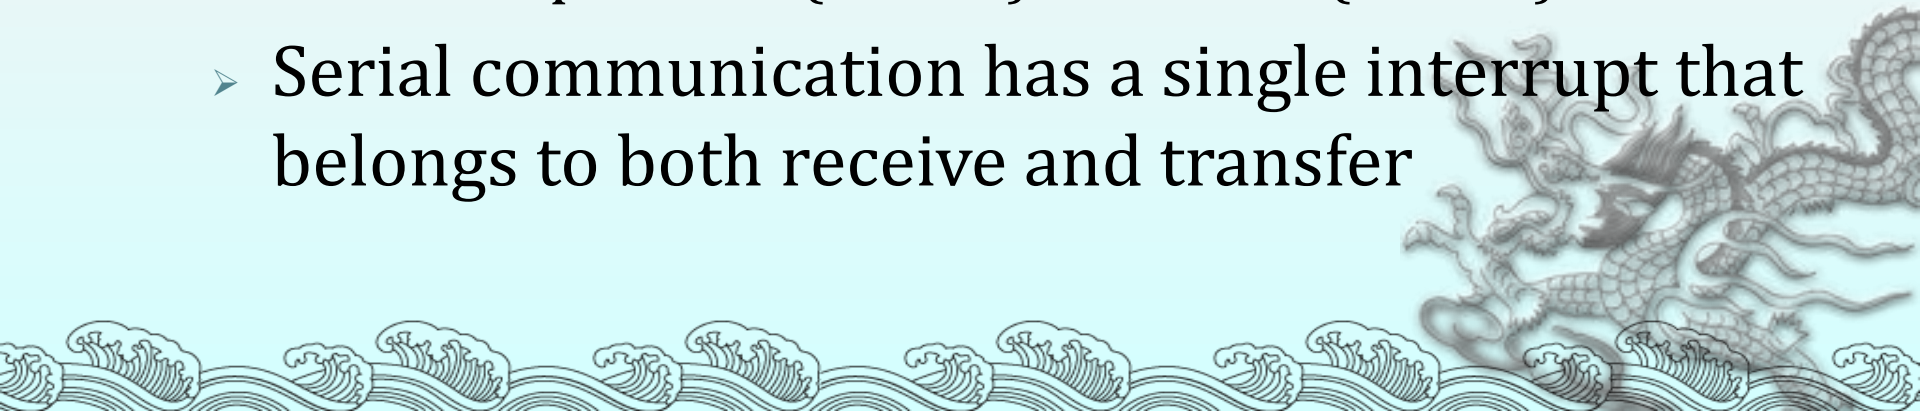 Serial communication has a single interrupt that
belongs to both receive and transfer